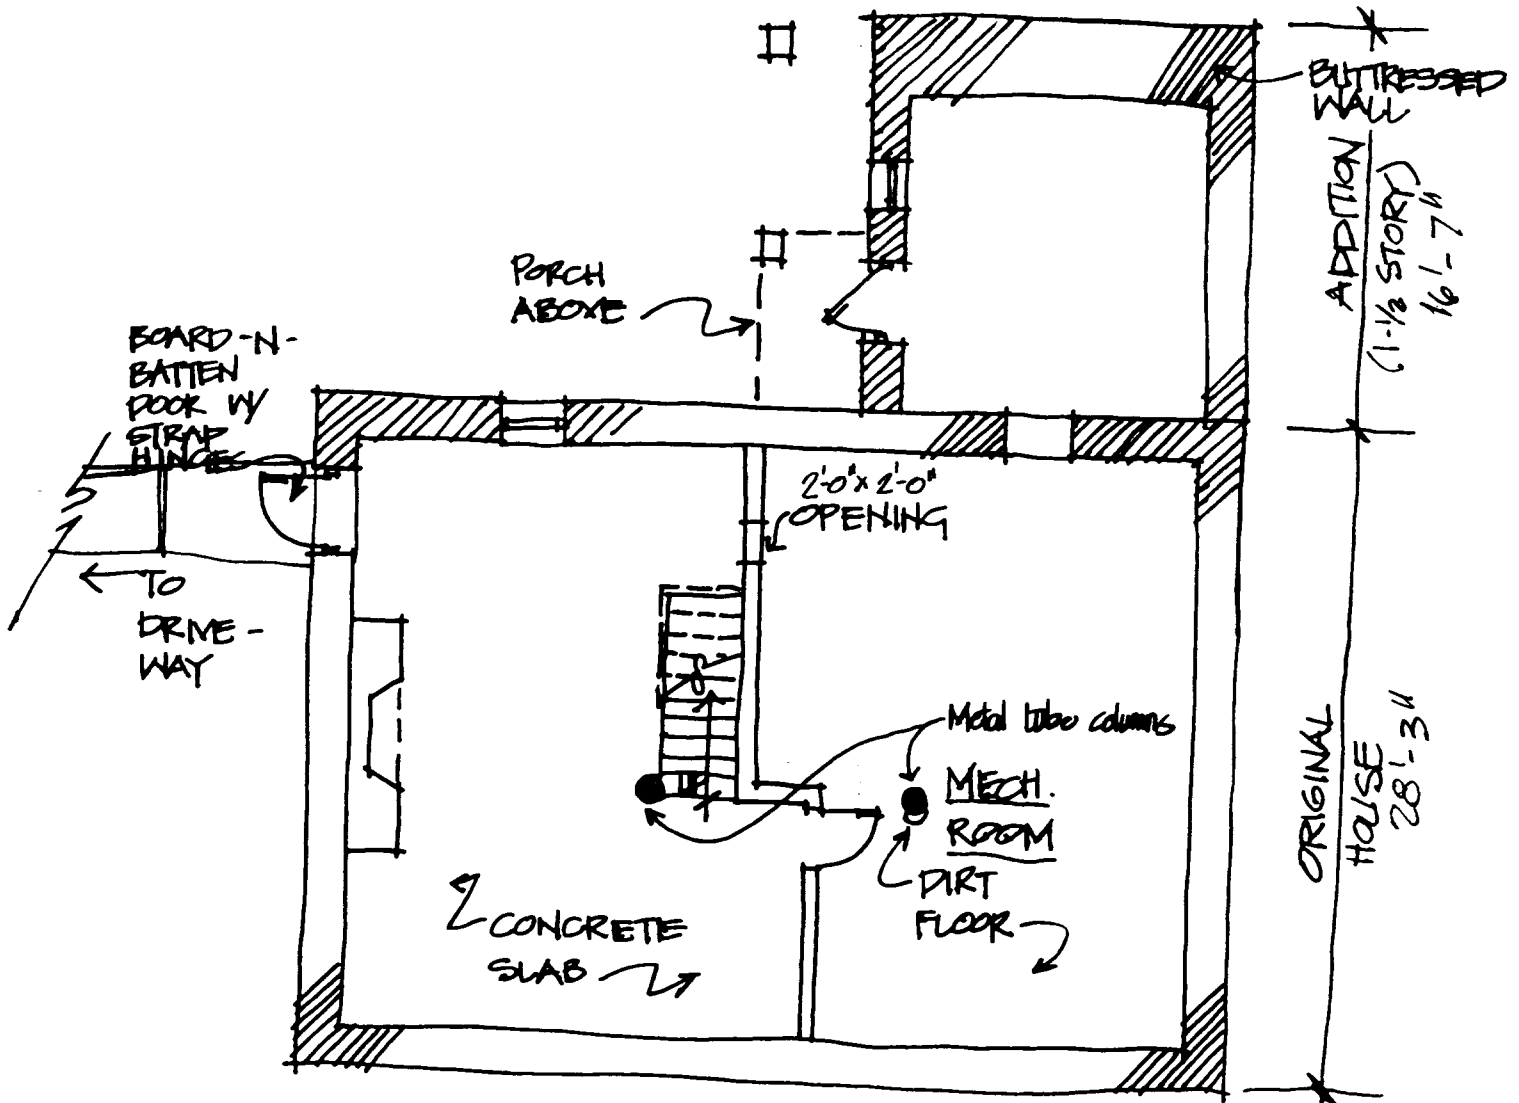 BUTTRESSED
WALL
ADDITION
(1-½ STORY)
16'-7"
PORCH
ABOVE
BOARD-N-
BATTEN
DOOR W/
STRAP
HINGES
2'-0" x 2'-0"
OPENING
TO
DRIVE-
WAY
Metal tube columns
MECH.
ROOM
DIRT
FLOOR
CONCRETE
SLAB
ORIGINAL
HOUSE
28'-3"